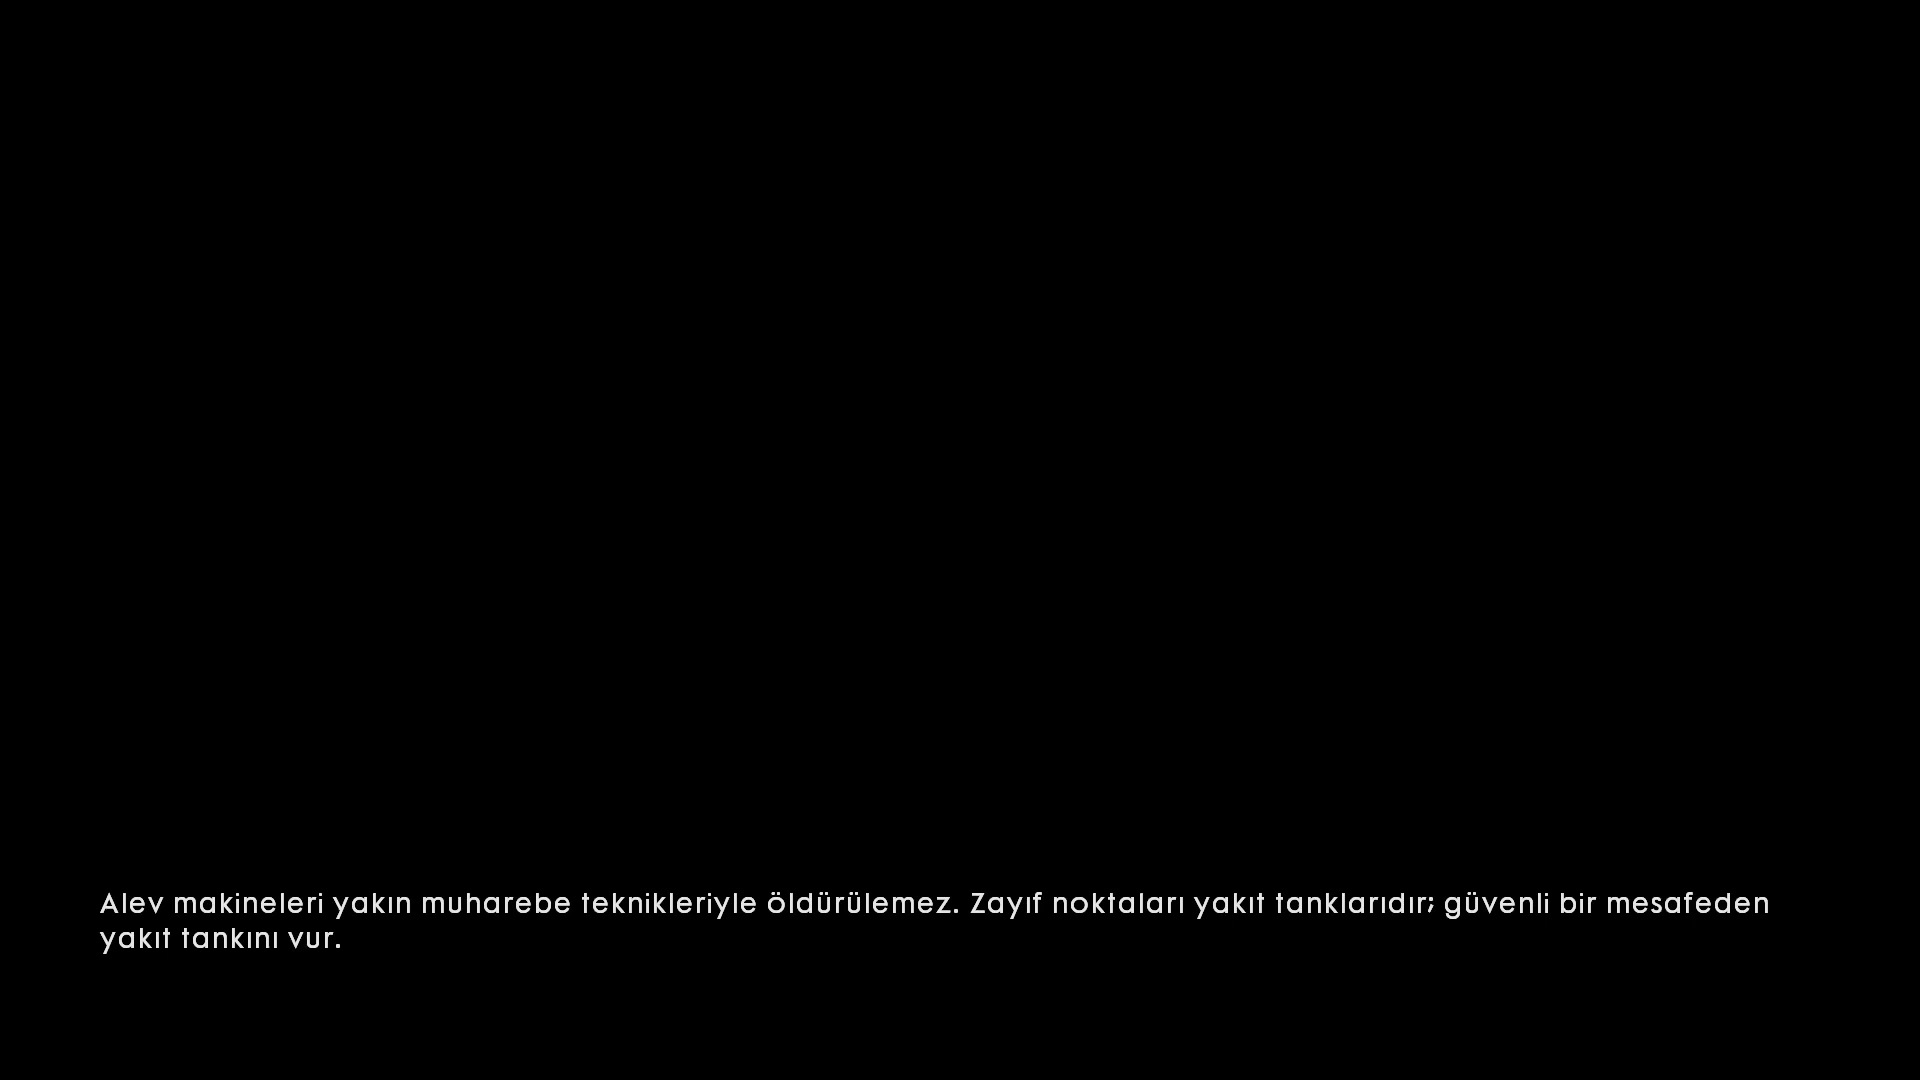 Alev makineleri yakın muharebe teknikleriyle öldürülemez. Zayıf noktaları yakıt tanklarıdır; güvenli bir mesafeden
yakıt tankını vur.